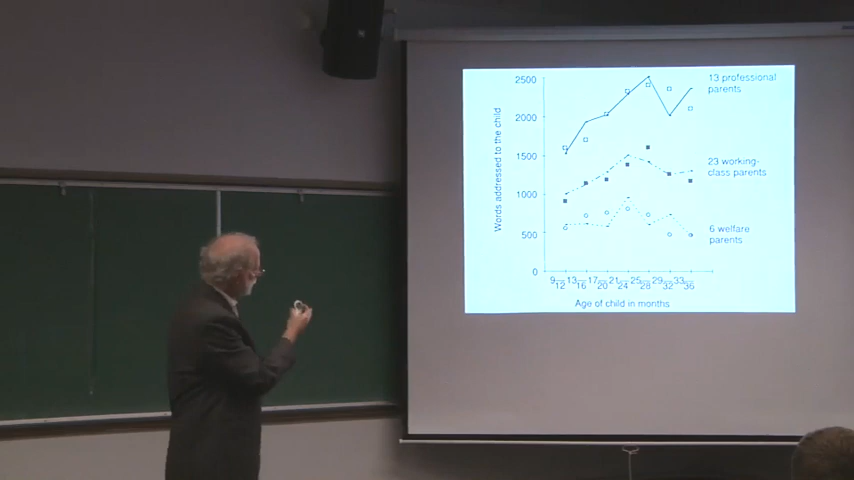 2500
2000
1500
1000
500
0
Words addressed to the child
13 professional
parents
23 working-
class parents
6 welfare
parents
9— 13— 17— 21— 25— 29— 33—
12 16 20 24 28 32 36
Age of child in months